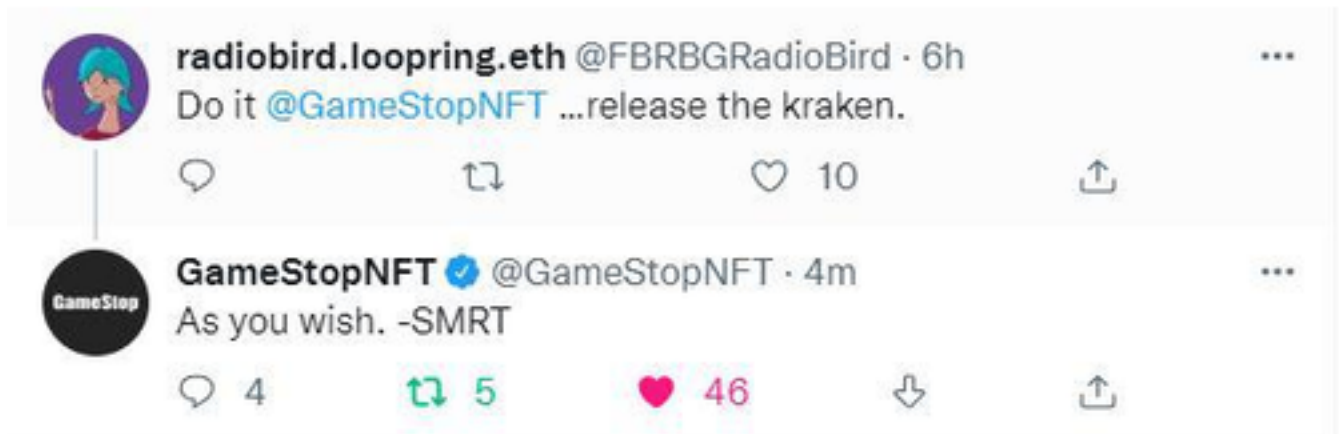 radiobird.loopring.eth @FBRBGRadioBird · 6h
Do it @GameStopNFT ...release the kraken.
10
GameStop
GameStopNFT @GameStopNFT · 4m
As you wish. -SMRT
4 5 46